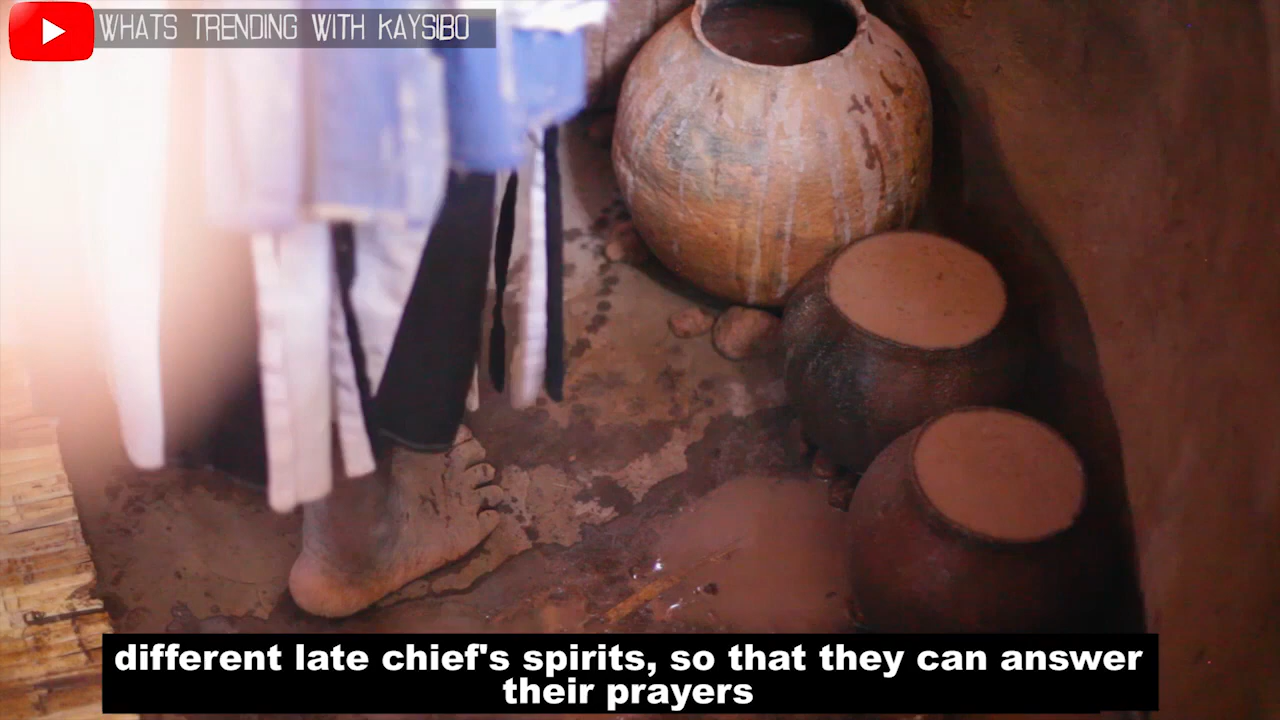 WHATS TRENDING WITH KAYSIBO
different late chief's spirits, so that they can answer
their prayers